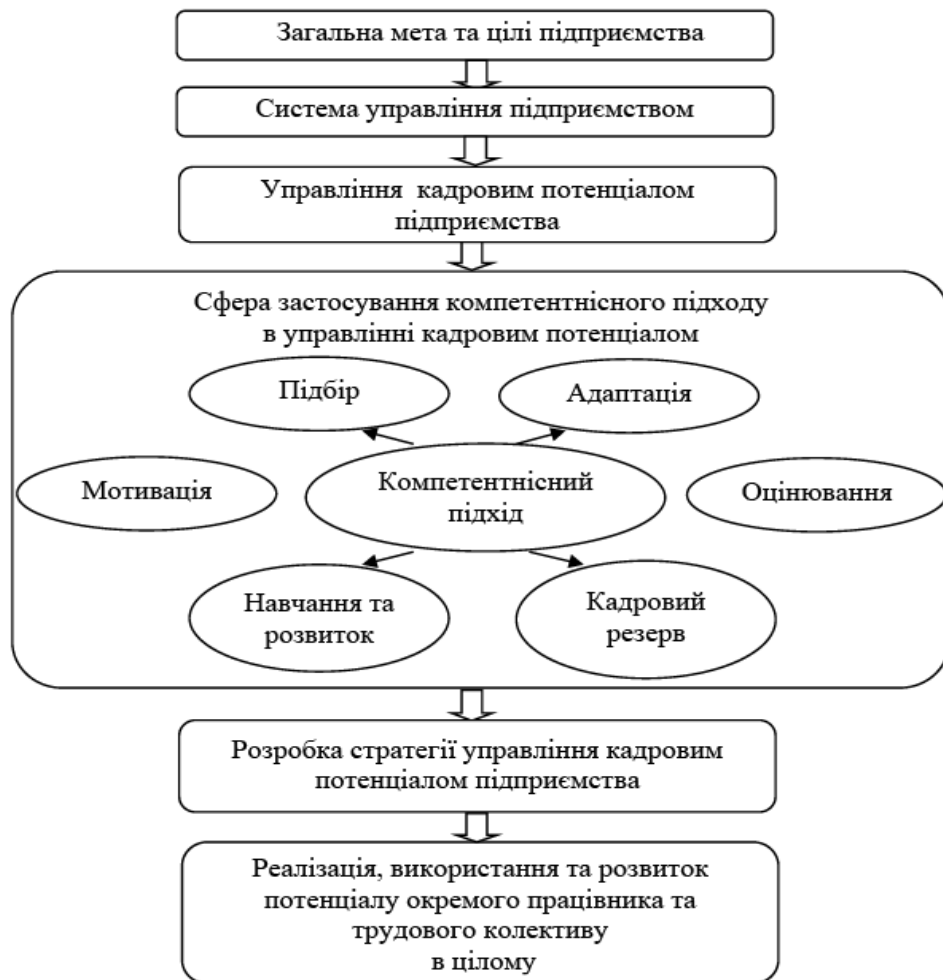 Загальна мета та цілі підприємства
Система управління підприємством
Управління кадровим потенціалом
підприємства
Сфера застосування компетентнісного підходу
в управлінні кадровим потенціалом
Підбір
Адаптація
Мотивація
Компетентнісний
підхід
Оцінювання
Навчання та
розвиток
Кадровий
резерв
Розробка стратегії управління кадровим
потенціалом підприємства
Реалізація, використання та розвиток
потенціалу окремого працівника та
трудового колективу
в цілому